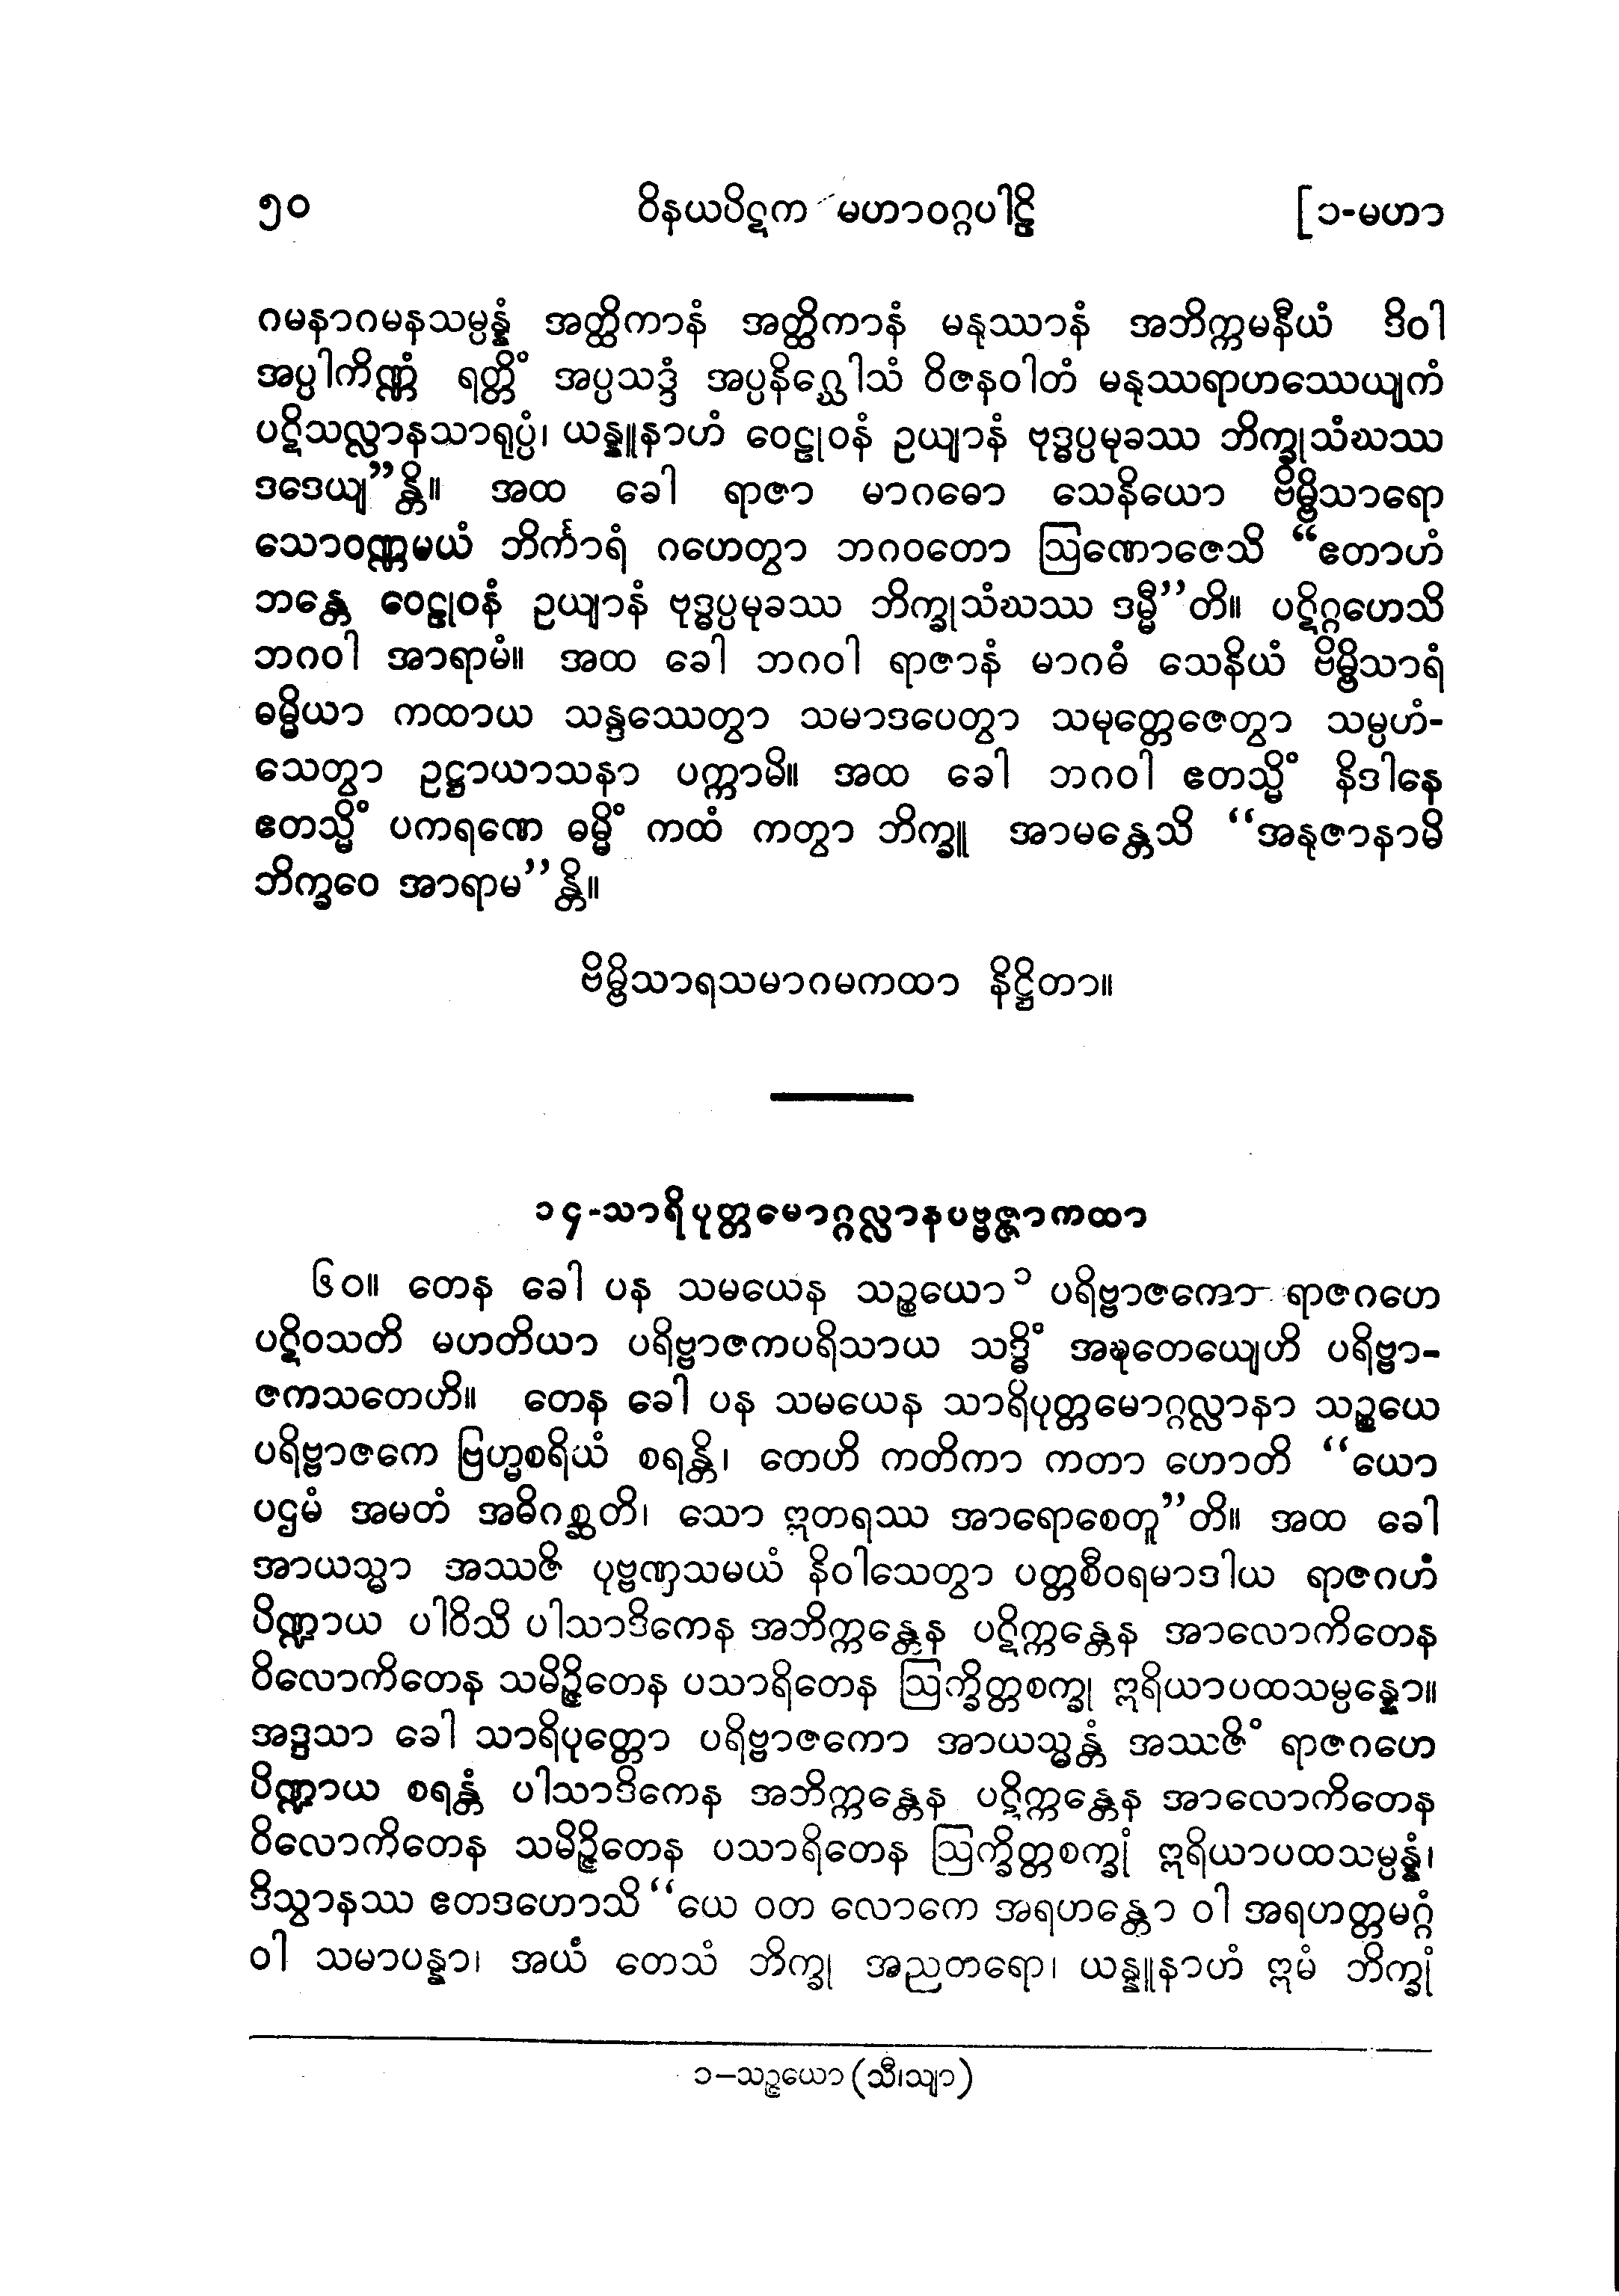 ၅၀ ဝိနယပိဋက မဟာဝဂ္ဂပါဠိ [၁-မဟာ
ဂမနာဂမနသမ္ပန္နံ အတ္ထိကာနံ အတ္ထိကာနံ မနုဿာနံ အဘိက္ကမနီယံ ဒိဝါ
အပ္ပါကိဏ္ဏံ ရတ္တိံ အပ္ပသဒ္ဒံ အပ္ပနိဂ္ဃေါသံ ဝိဇနဝါတံ မနုဿရာဟဿေယျကံ
ပဋိသလ္လာနသာရုပ္ပံ၊ ယန္နူနာဟံ ဝေဠုဝနံ ဥယျာနံ ဗုဒ္ဓပ္ပမုခဿ ဘိက္ခုသံဃဿ
ဒဒေယျ”န္တိ။ အထ ခေါ ရာဇာ မာဂဓော သေနိယော ဗိမ္ဗိသာရော
သောဝဏ္ဏမယံ ဘိင်္ကာရံ ဂဟေတွာ ဘဂဝတော ဩဏောဇေသိ “ဧတာဟံ
ဘန္တေ ဝေဠုဝနံ ဥယျာနံ ဗုဒ္ဓပ္ပမုခဿ ဘိက္ခုသံဃဿ ဒမ္မီ”တိ။ ပဋိဂ္ဂဟေသိ
ဘဂဝါ အာရာမံ။ အထ ခေါ ဘဂဝါ ရာဇာနံ မာဂဓံ သေနိယံ ဗိမ္ဗိသာရံ
ဓမ္မိယာ ကထာယ သန္ဒဿေတွာ သမာဒပေတွာ သမုတ္တေဇေတွာ သမ္ပဟံ-
သေတွာ ဥဋ္ဌာယာသနာ ပက္ကာမိ။ အထ ခေါ ဘဂဝါ ဧတသ္မိံ နိဒါနေ
ဧတသ္မိံ ပကရဏေ ဓမ္မိံ ကထံ ကတွာ ဘိက္ခူ အာမန္တေသိ “အနုဇာနာမိ
ဘိက္ခဝေ အာရာမ”န္တိ။
ဗိမ္ဗိသာရသမာဂမကထာ နိဋ္ဌိတာ။
၁၄-သာရိပုတ္တမောဂ္ဂလ္လာနပဗ္ဗဇ္ဇာကထာ
၆၀။ တေန ခေါ ပန သမယေန သဉ္စယော ၁ ပရိဗ္ဗာဇကော ရာဇဂဟေ
ပဋိဝသတိ မဟတိယာ ပရိဗ္ဗာဇကပရိသာယ သဒ္ဓိံ အဍ္ဎတေယျေဟိ ပရိဗ္ဗာ-
ဇကသတေဟိ။ တေန ခေါ ပန သမယေန သာရိပုတ္တမောဂ္ဂလ္လာနာ သဉ္စယေ
ပရိဗ္ဗာဇကေ ဗြဟ္မစရိယံ စရန္တိ၊ တေဟိ ကတိကာ ကတာ ဟောတိ “ယော
ပဌမံ အမတံ အဓိဂစ္ဆတိ၊ သော ဣတရဿ အာရောစေတူ”တိ။ အထ ခေါ
အာယသ္မာ အဿဇိ ပုဗ္ဗဏှသမယံ နိဝါသေတွာ ပတ္တစီဝရမာဒါယ ရာဇဂဟံ
ပိဏ္ဍာယ ပါဝိသိ ပါသာဒိကေန အဘိက္ကန္တေန ပဋိက္ကန္တေန အာလောကိတေန
ဝိလောကိတေန သမိဉ္ဇိတေန ပသာရိတေန ဩက္ခိတ္တစက္ခု ဣရိယာပထသမ္ပန္နော။
အဒ္ဒသာ ခေါ သာရိပုတ္တော ပရိဗ္ဗာဇကော အာယသ္မန္တံ အဿဇိံ ရာဇဂဟေ
ပိဏ္ဍာယ စရန္တံ ပါသာဒိကေန အဘိက္ကန္တေန ပဋိက္ကန္တေန အာလောကိတေန
ဝိလောကိတေန သမိဉ္ဇိတေန ပသာရိတေန ဩက္ခိတ္တစက္ခုံ ဣရိယာပထသမ္ပန္နံ၊
ဒိသွာနဿ ဧတဒဟောသိ “ယေ ဝတ လောကေ အရဟန္တော ဝါ အရဟတ္တမဂ္ဂံ
ဝါ သမာပန္နာ၊ အယံ တေသံ ဘိက္ခု အညတရော၊ ယန္နူနာဟံ ဣမံ ဘိက္ခုံ
၁–သဉ္ဇယော (သီ၊သျာ)